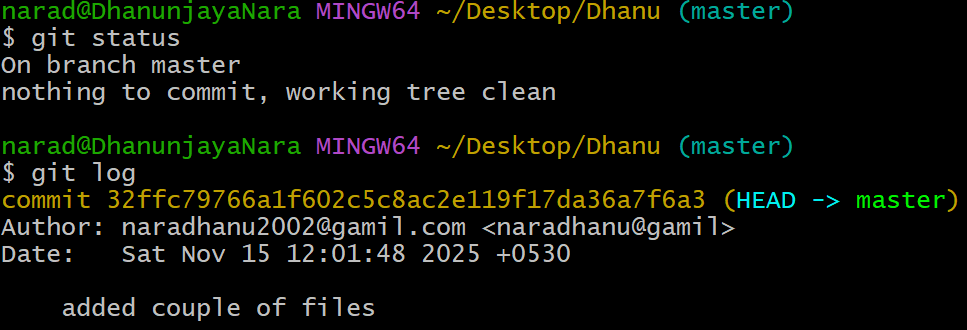 narad@DhanunjayaNara MINGW64 ~/Desktop/Dhanu (master)
$ git status
On branch master
nothing to commit, working tree clean

narad@DhanunjayaNara MINGW64 ~/Desktop/Dhanu (master)
$ git log
commit 32ffc79766a1f602c5c8ac2e119f17da36a7f6a3 (HEAD -> master)
Author: naradhanu2002@gamil.com <naradhanu@gamil>
Date:   Sat Nov 15 12:01:48 2025 +0530

    added couple of files